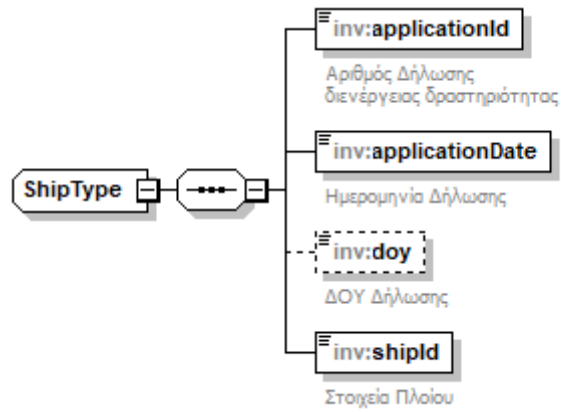 inv:applicationId
Αριθμός Δήλωσης
διενέργειας δραστηριότητας
inv:applicationDate
Ημερομηνία Δήλωσης
ShipType
inv:doy
ΔΟΥ Δήλωσης
inv:shipId
Στοιχεία Πλοίου